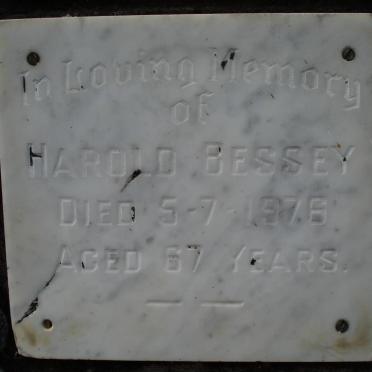 In Loving Memory
of
HAROLD BESSEY
DIED 5-7-1976
AGED 67 YEARS.